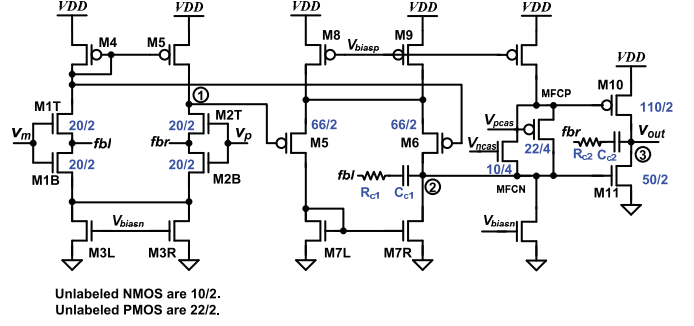 VDD VDD VDD VDD VDD
M4 M5 M8 Vbiasp M9
VDD
MFCP M10
1
M1T M2T
20/2 20/2 66/2 66/2 Vpcas 110/2
vm fbl fbr vp M5 M6 Vncas 22/4 fbr Vout
20/2 20/2 10/4 Rc2 Cc2 3
M1B M2B fbl MFCN M11
Rc1 Cc1 2 50/2
Vbiasn Vbiasn
M3L M3R M7L M7R
Unlabeled NMOS are 10/2.
Unlabeled PMOS are 22/2.